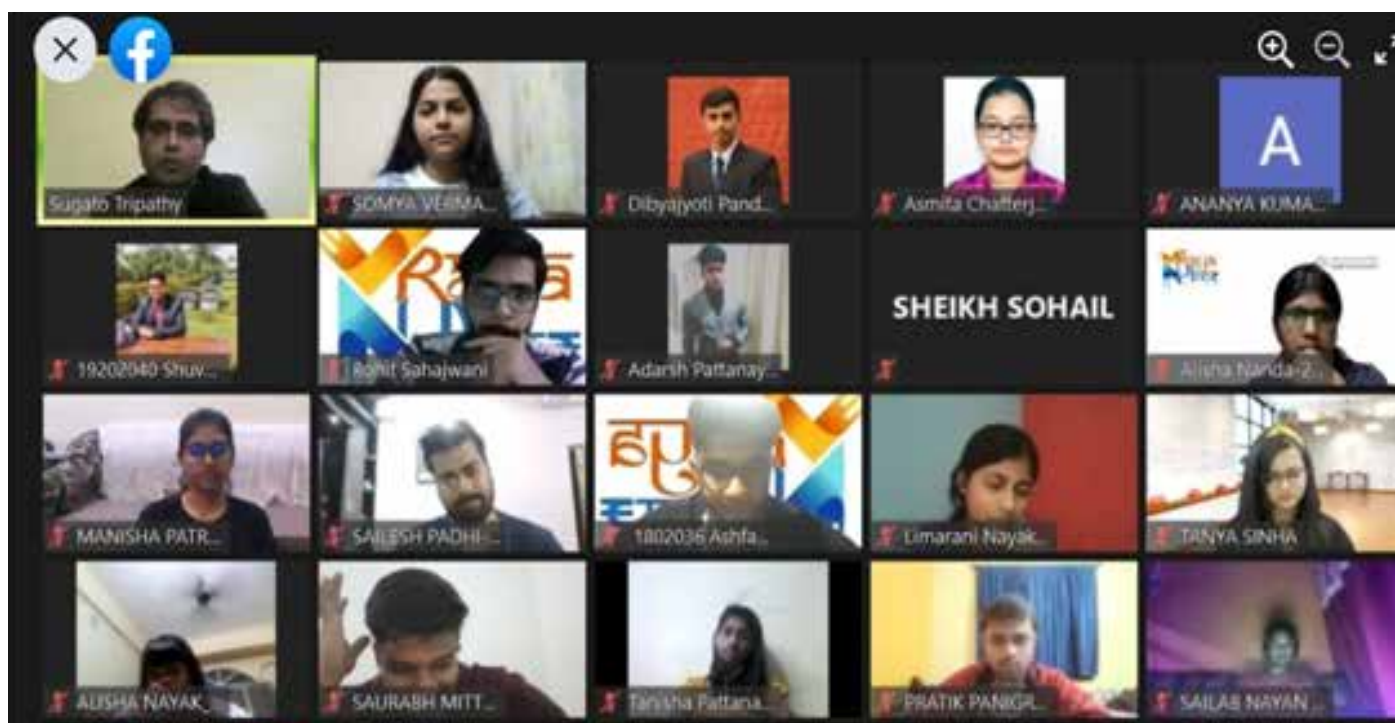 Sugato Tripathy
SOMYA VERMA...
Dibyajyoti Pand...
Asmita Chatterj...
A
ANANYA KUMA...
19202040 Shuv...
Rohit Sahajwani
Adarsh Pattanay...
SHEIKH SOHAIL
Alisha Nanda-2...
MANISHA PATR...
SAILESH PADHI-...
1802036 Ashfa...
Limarani Nayak...
TANYA SINHA
ALISHA NAYAK_...
SAURABH MITT...
Tanisha Pattana...
PRATIK PANIGR...
SAILAB NAYAN ...